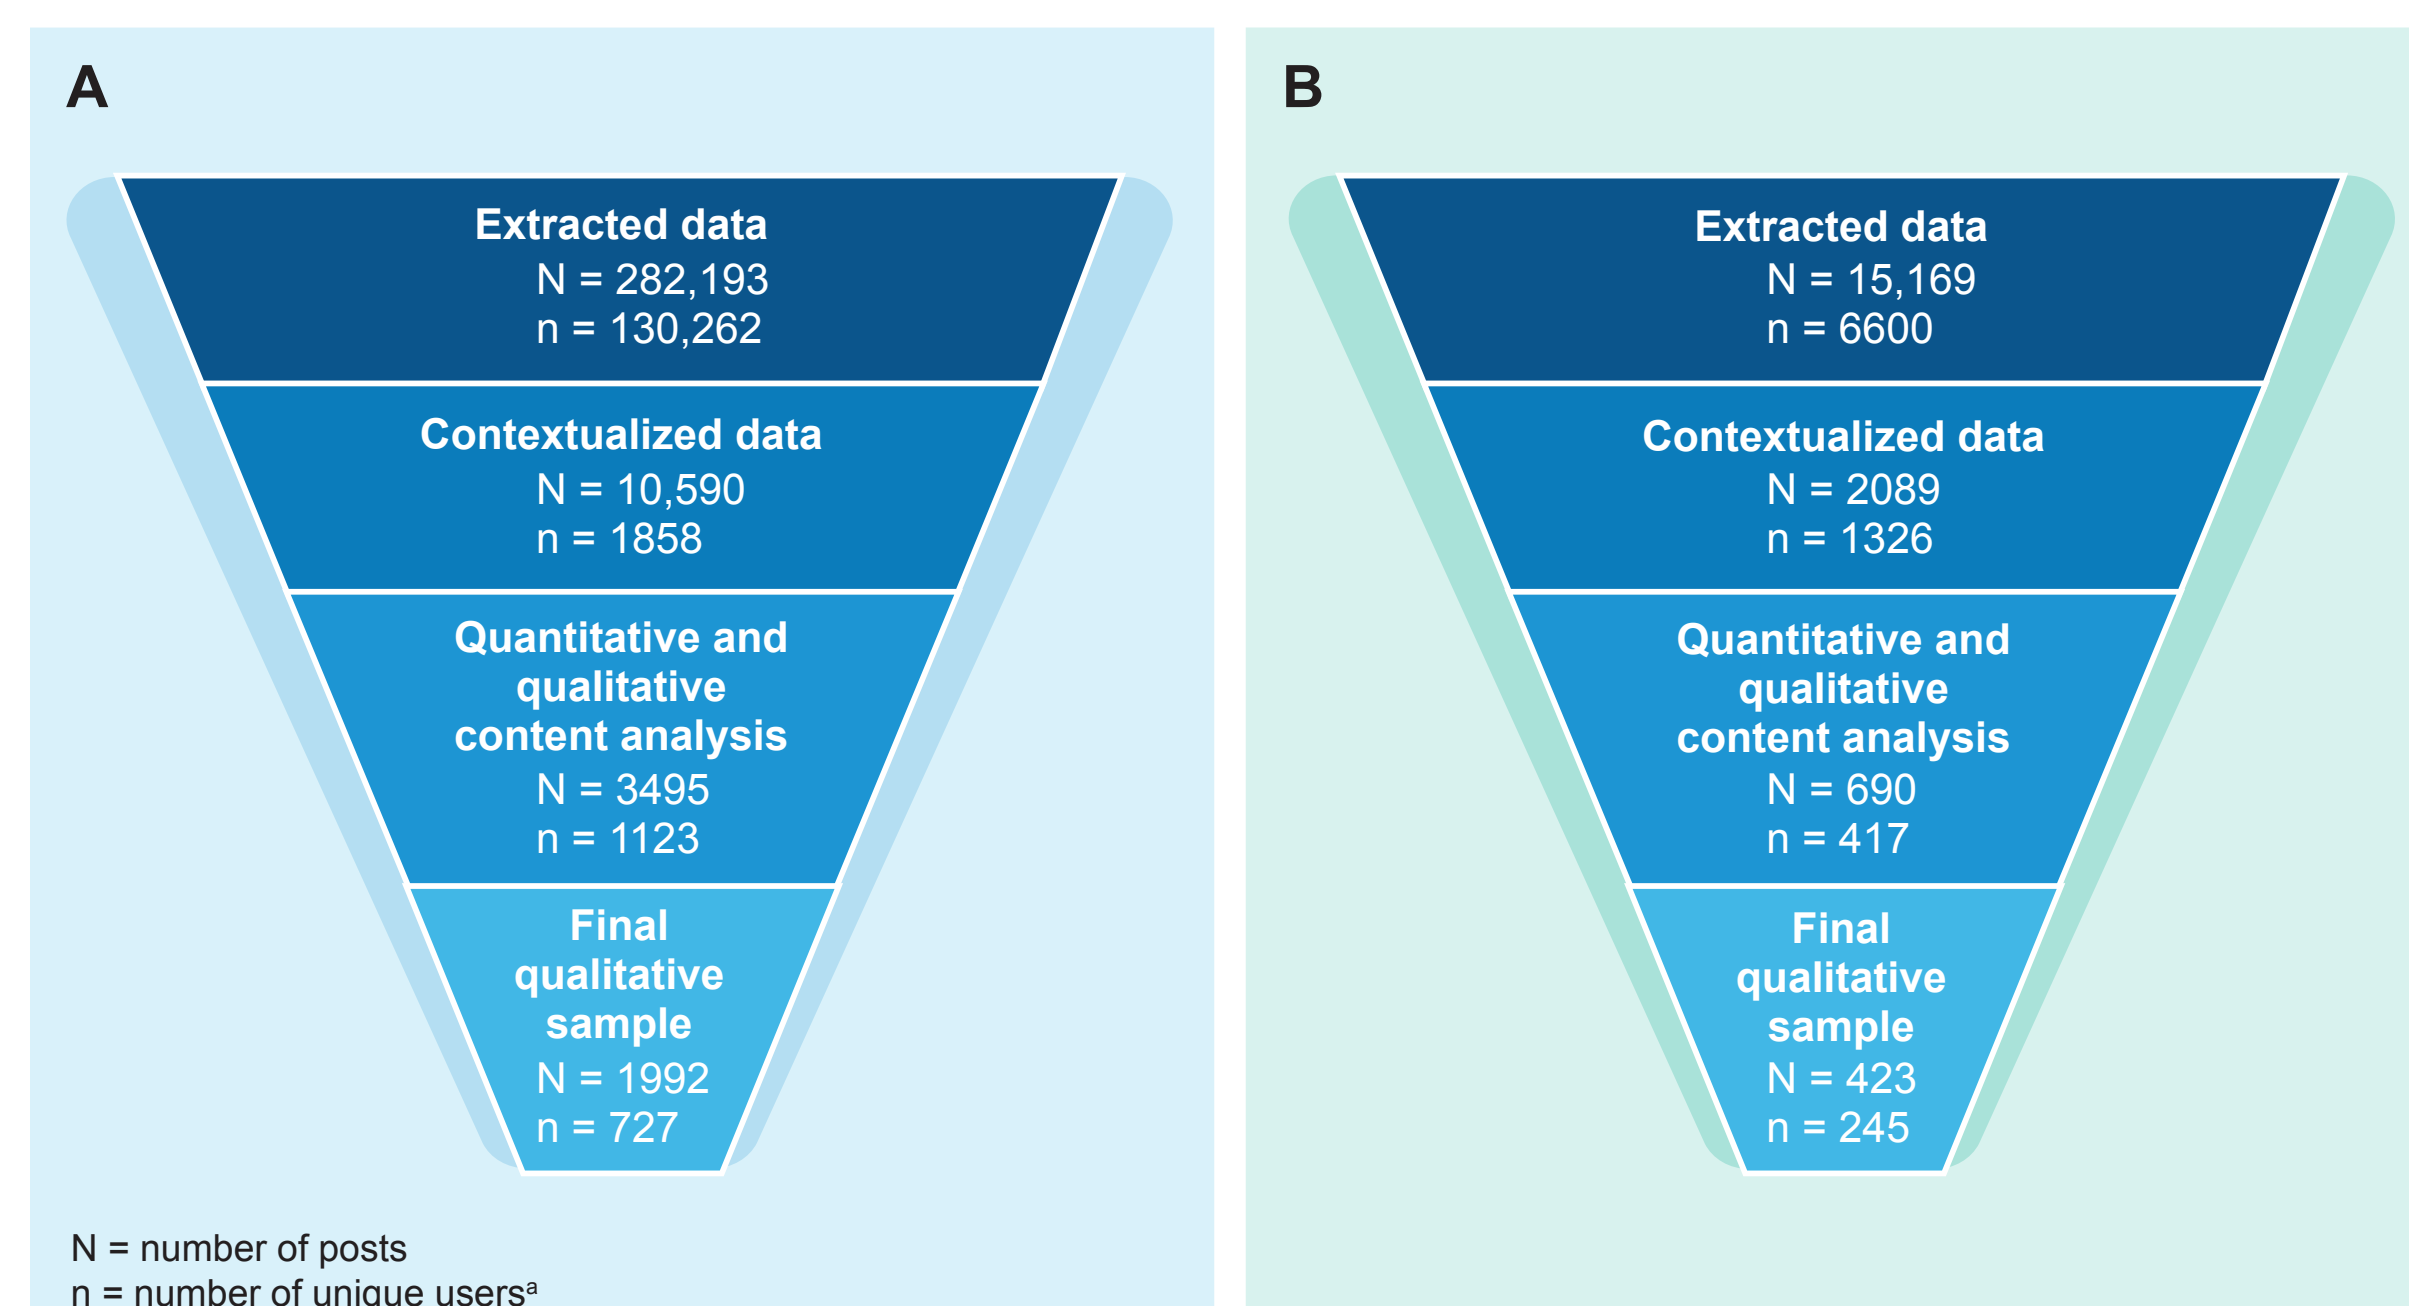 A
Extracted data
N = 282,193
n = 130,262
Contextualized data
N = 10,590
n = 1858
Quantitative and
qualitative
content analysis
N = 3495
n = 1123
Final
qualitative
sample
N = 1992
n = 727
N = number of posts
n = number of unique usersᵃ
B
Extracted data
N = 15,169
n = 6600
Contextualized data
N = 2089
n = 1326
Quantitative and
qualitative
content analysis
N = 690
n = 417
Final
qualitative
sample
N = 423
n = 245